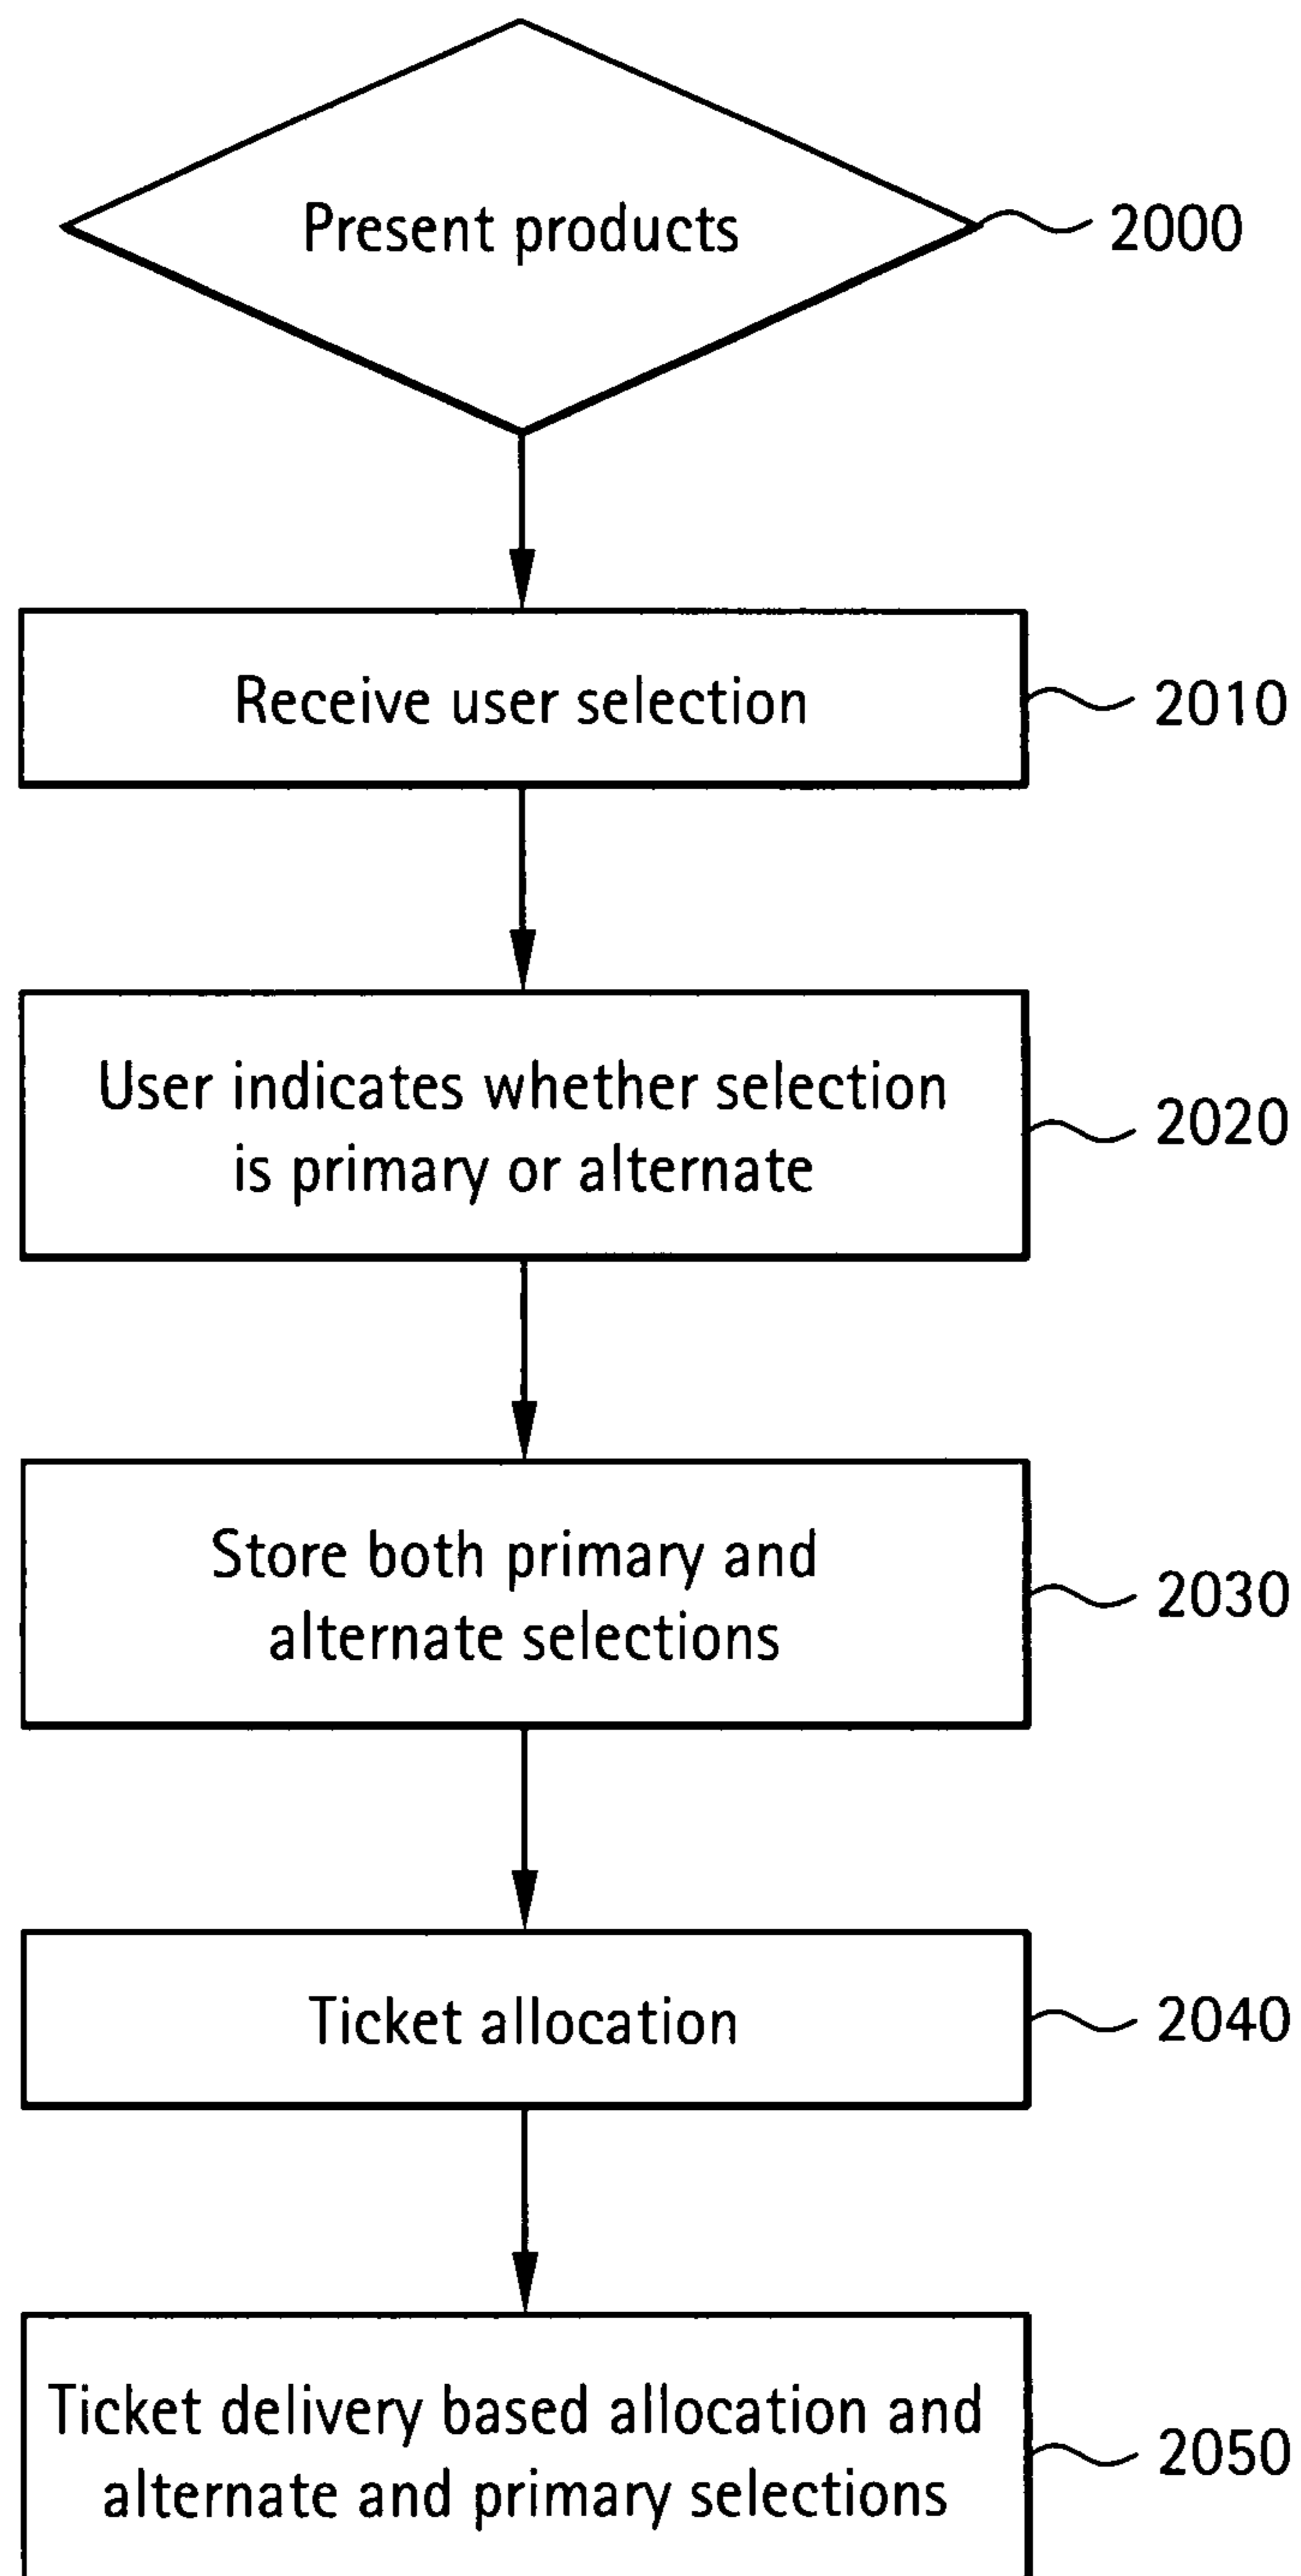 Present products
2000
Receive user selection
2010
User indicates whether selection
is primary or alternate
2020
Store both primary and
alternate selections
2030
Ticket allocation
2040
Ticket delivery based allocation and
alternate and primary selections
2050